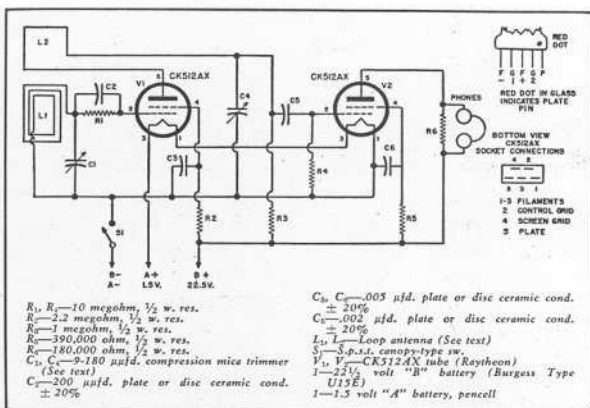 L2
V1
CK512AX
CK512AX
V2
RED DOT
F G F G P
- 1 + 2
RED DOT IN GLASS
INDICATES PLATE
PIN
L1
C2
R1
C1
C3
C4
C5
R4
C6
R6
PHONES
BOTTOM VIEW
CK512AX
SOCKET CONNECTIONS
4 2
5 3 1
1-3 FILAMENTS
2 CONTROL GRID
4 SCREEN GRID
5 PLATE
S1
R2
R3
R5
B-
A-
A+
1.5V.
B+
22.5V.
R1, R4—10 megohm, 1/2 w. res.
R2—2.2 megohm, 1/2 w. res.
R3—1 megohm, 1/2 w. res.
R5—390,000 ohm, 1/2 w. res.
R6—180,000 ohm, 1/2 w. res.
C1, C4—9-180 μμfd. compression mica trimmer
(See text)
C2—200 μμfd. plate or disc ceramic cond.
± 20%
C3, C6—.005 μfd. plate or disc ceramic cond.
± 20%
C5—.002 μfd. plate or disc ceramic cond.
± 20%
L1, L2—Loop antenna (See text)
S1—S.p.s.t. canopy-type sw.
V1, V2—CK512AX tube (Raytheon)
1—22 1/2 volt "B" battery (Burgess Type
U15E)
1—1.5 volt "A" battery, pencell